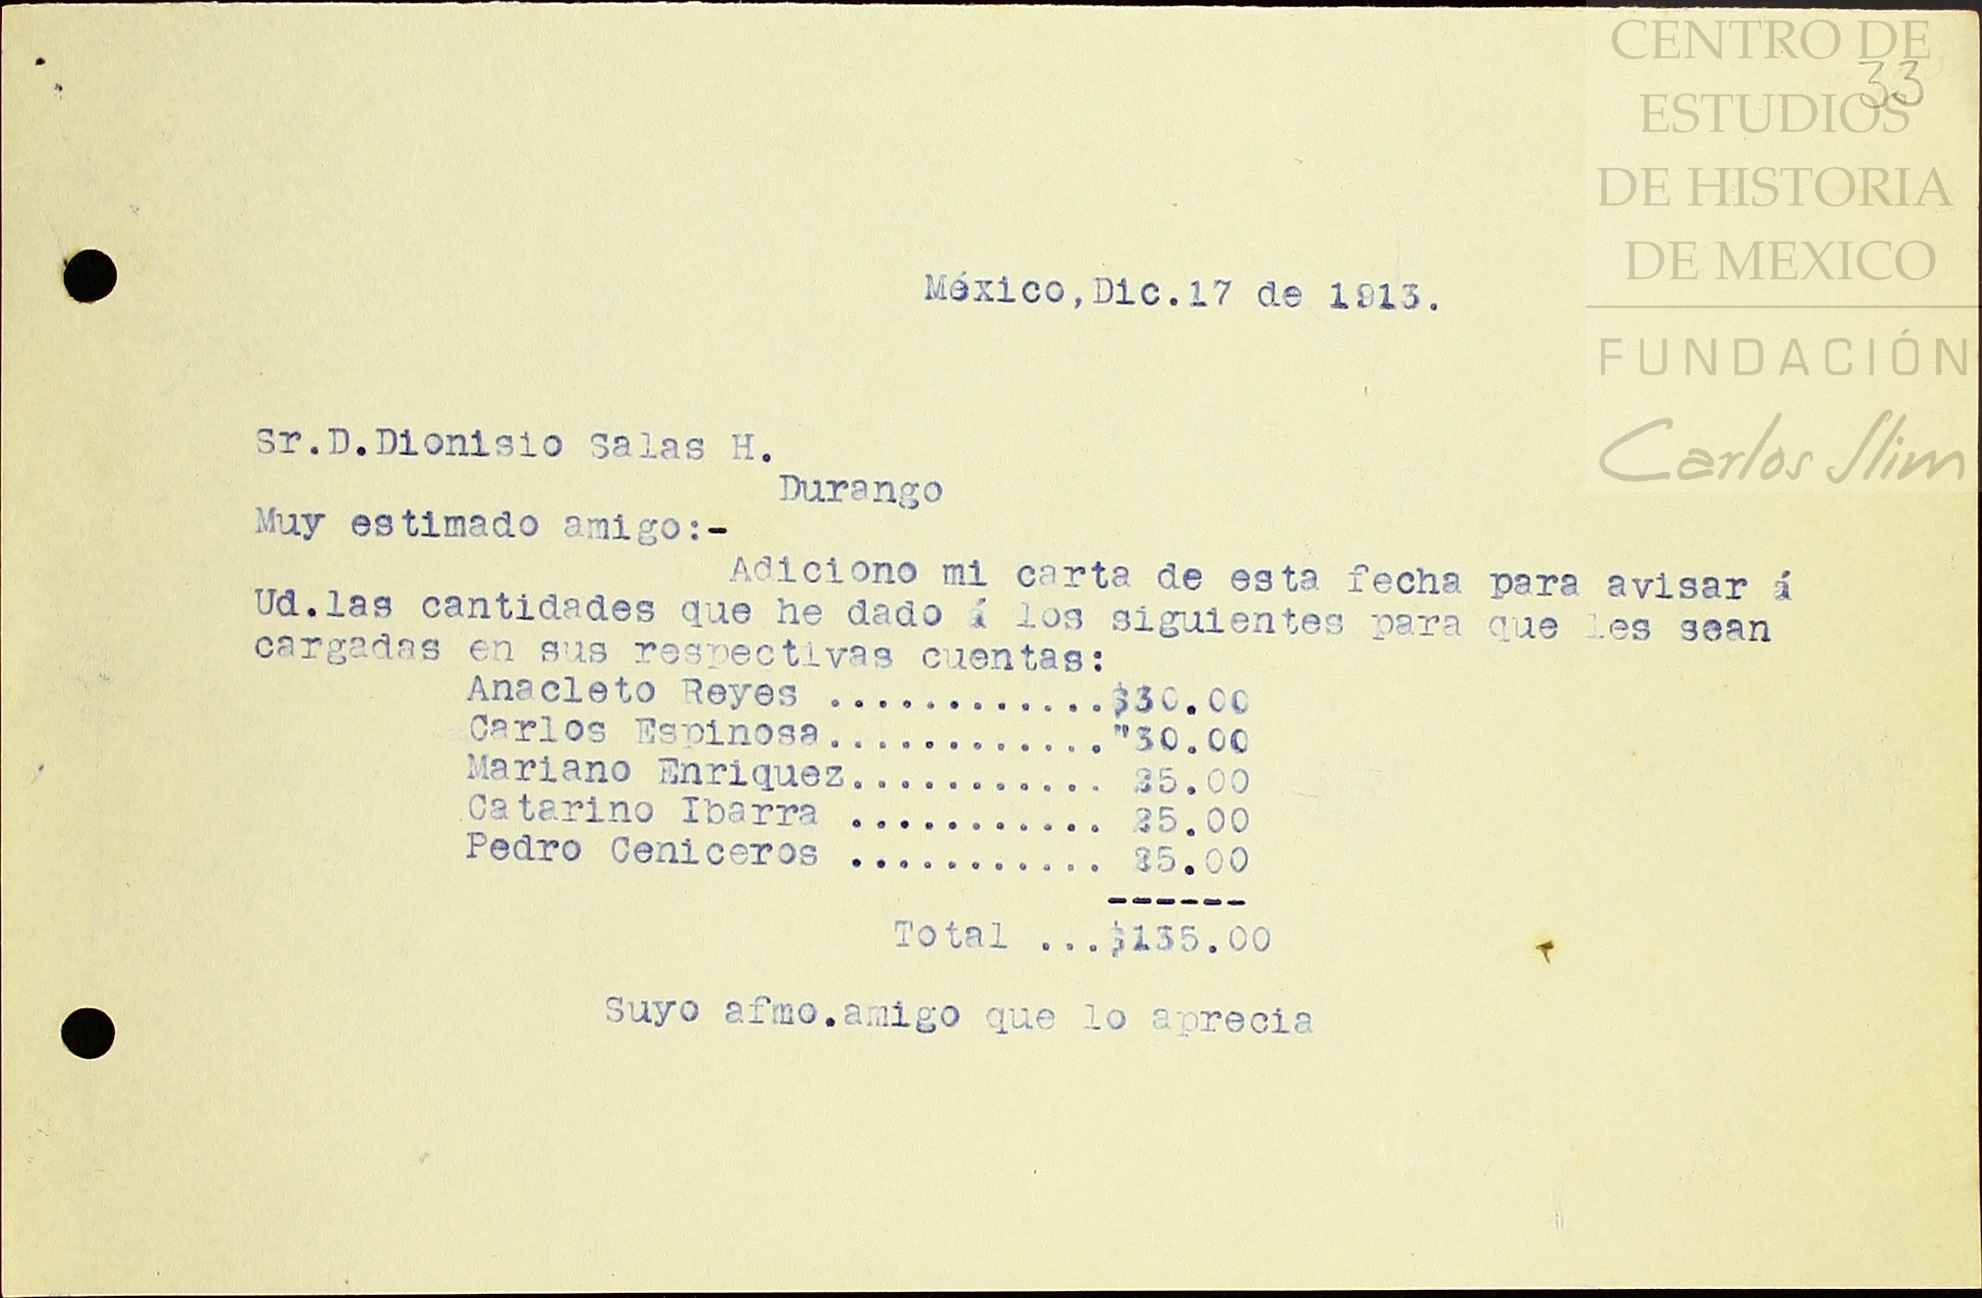 CENTRO DE
33
ESTUDIOS
DE HISTORIA
DE MEXICO
FUNDACIÓN
Carlos Slim
México,Dic.17 de 1913.
Sr.D.Dionisio Salas H.
Durango
Muy estimado amigo:-
Adiciono mi carta de esta fecha para avisar á
Ud.las cantidades que he dado á los siguientes para que les sean
cargadas en sus respectivas cuentas:
Anacleto Reyes ............$30.00
Carlos Espinosa............"30.00
Mariano Enriquez........... 25.00
Catarino Ibarra ........... 25.00
Pedro Ceniceros ........... 25.00
------
Total ...$135.00
Suyo afmo.amigo que lo aprecia